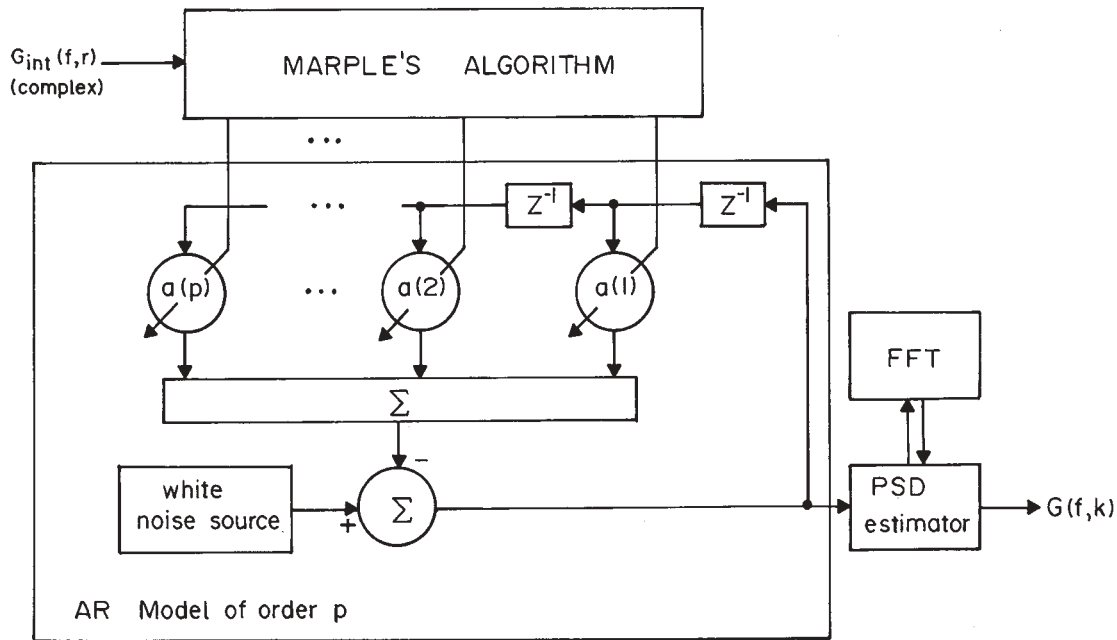 G_int(f,r)
(complex)
MARPLE'S ALGORITHM
...
...
Z^-1
Z^-1
a(p)
...
a(2)
a(1)
FFT
Σ
-
white
noise source
+
Σ
PSD
estimator
G(f,k)
AR Model of order p